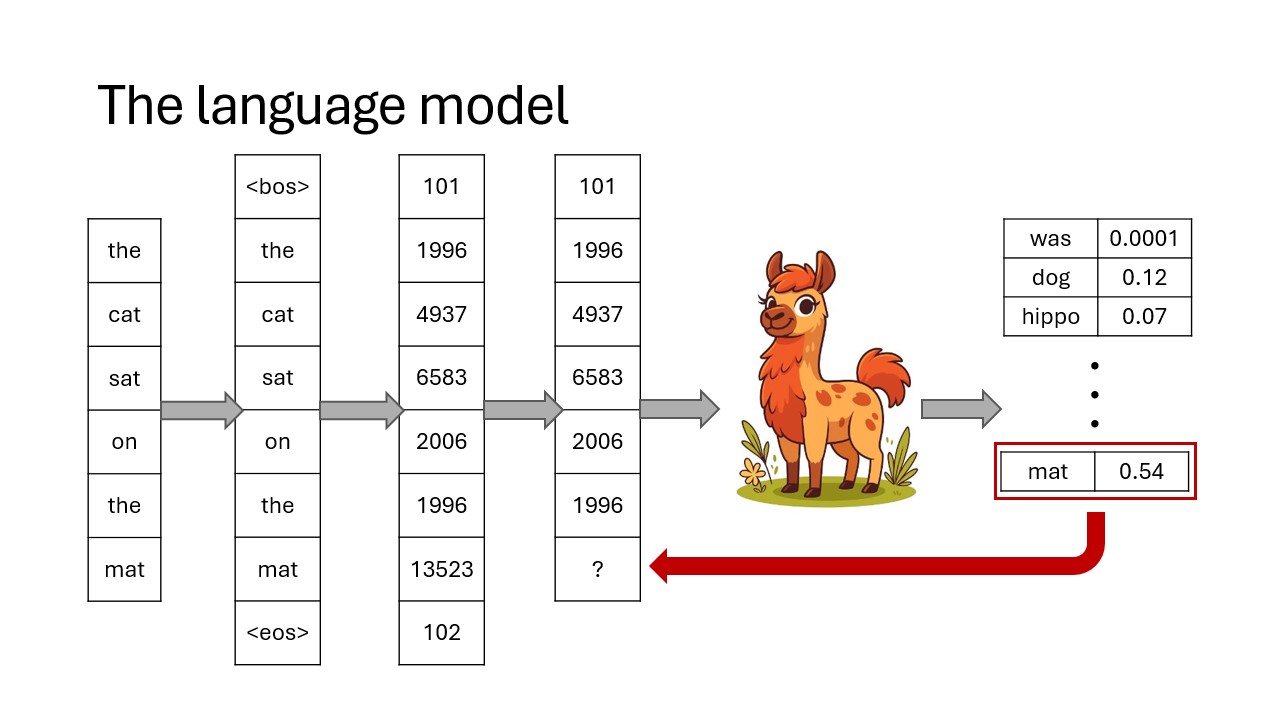 The language model
the
cat
sat
on
the
mat
<bos>
the
cat
sat
on
the
mat
<eos>
101
1996
4937
6583
2006
1996
13523
102
101
1996
4937
6583
2006
1996
?
was 0.0001
dog 0.12
hippo 0.07
mat 0.54